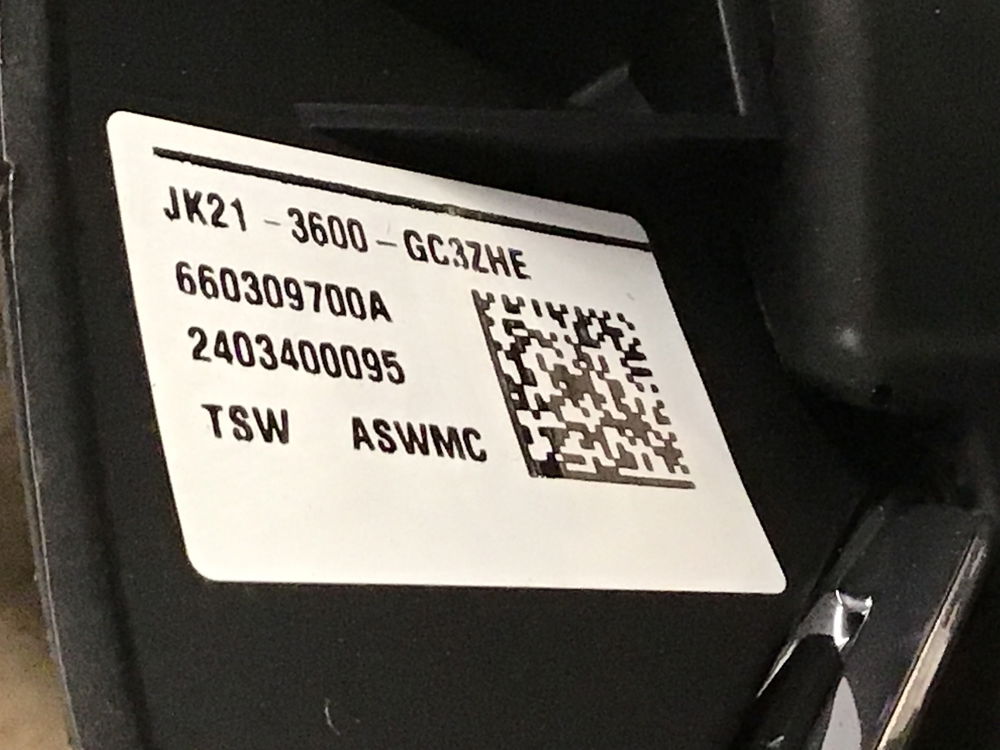 JK21-3600-GC3ZHE
660309700A
2403400095
TSW ASWMC